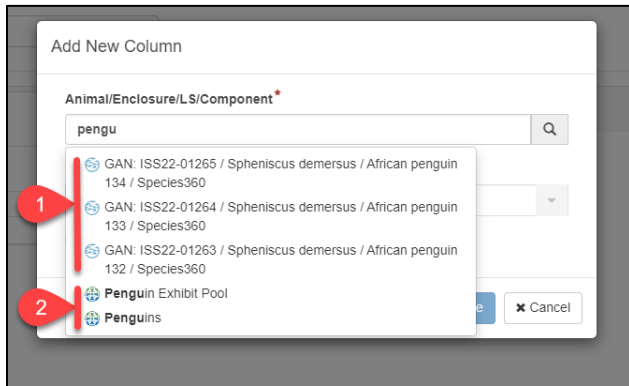 Add New Column
Animal/Enclosure/LS/Component*
pengu
GAN: ISS22-01265 / Spheniscus demersus / African penguin
134 / Species360
1
GAN: ISS22-01264 / Spheniscus demersus / African penguin
133 / Species360
GAN: ISS22-01263 / Spheniscus demersus / African penguin
132 / Species360
2
Penguin Exhibit Pool
Penguins
e
✖ Cancel